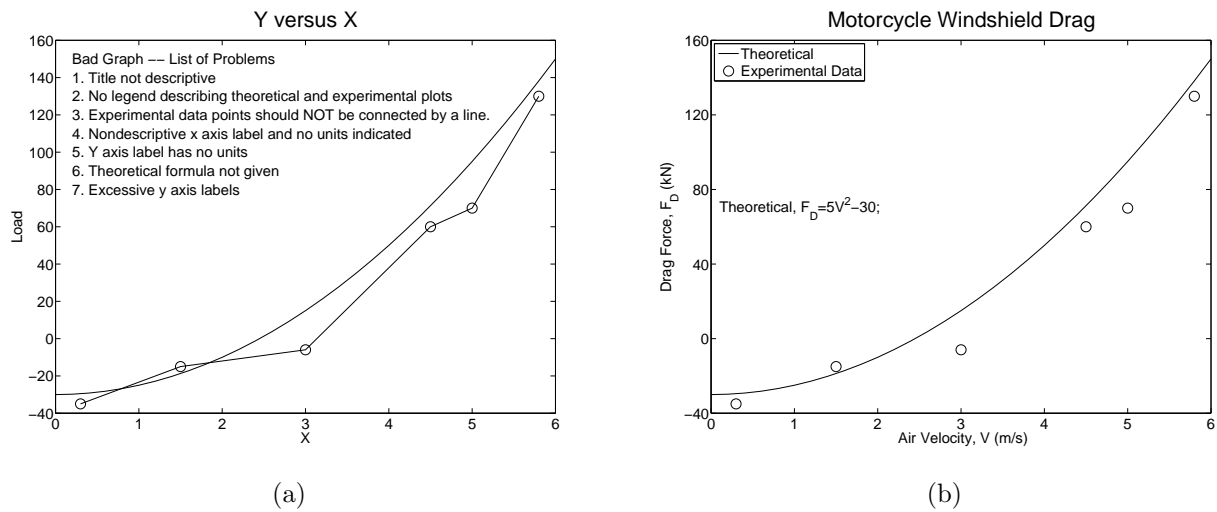 Y versus X
160
140
120
100
80
60
40
20
0
−20
−40
Load
Bad Graph −− List of Problems
1. Title not descriptive
2. No legend describing theoretical and experimental plots
3. Experimental data points should NOT be connected by a line.
4. Nondescriptive x axis label and no units indicated
5. Y axis label has no units
6. Theoretical formula not given
7. Excessive y axis labels
0 1 2 3 4 5 6
X
(a)
Motorcycle Windshield Drag
160
120
80
40
0
−40
Drag Force, F_D (kN)
Theoretical
Experimental Data
Theoretical, F_D=5V^2−30;
0 1 2 3 4 5 6
Air Velocity, V (m/s)
(b)